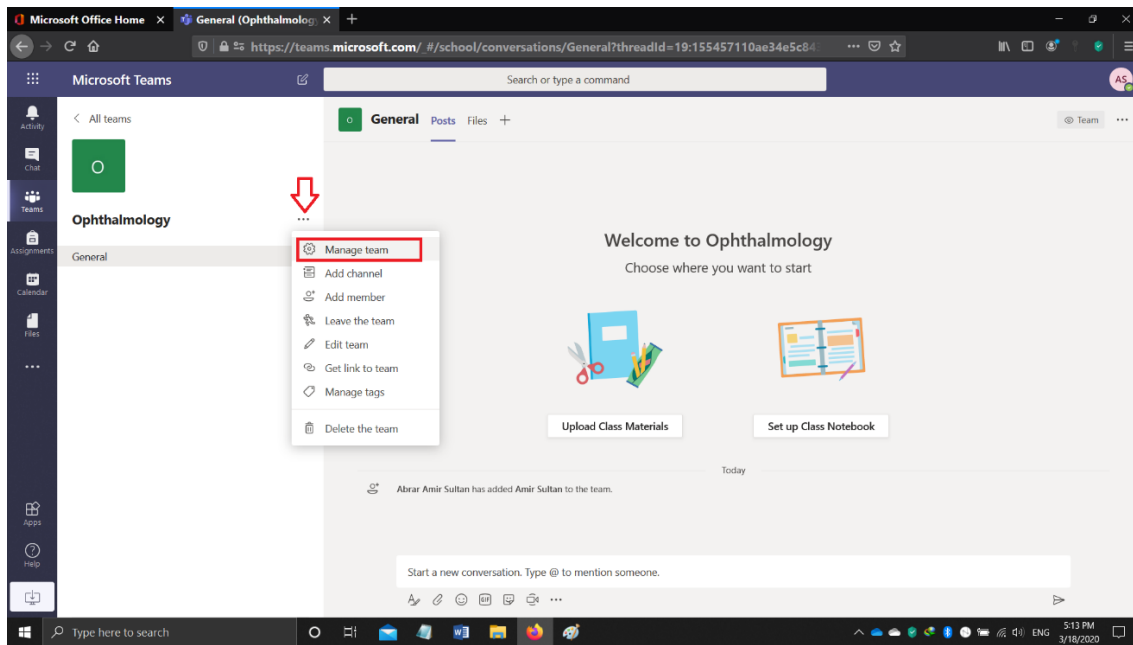 Microsoft Office Home
General (Ophthalmology
https://teams.microsoft.com/_#/school/conversations/General?threadId=19:155457110ae34e5c84
Microsoft Teams
Search or type a command
AS
Activity
Chat
Teams
Assignments
Calendar
Files
Apps
Help
All teams
O
Ophthalmology
General
Manage team
Add channel
Add member
Leave the team
Edit team
Get link to team
Manage tags
Delete the team
O
General Posts Files
Team
Welcome to Ophthalmology
Choose where you want to start
Upload Class Materials
Set up Class Notebook
Today
Abrar Amir Sultan has added Amir Sultan to the team.
Start a new conversation. Type @ to mention someone.
GIF
Type here to search
ENG
5:13 PM
3/18/2020